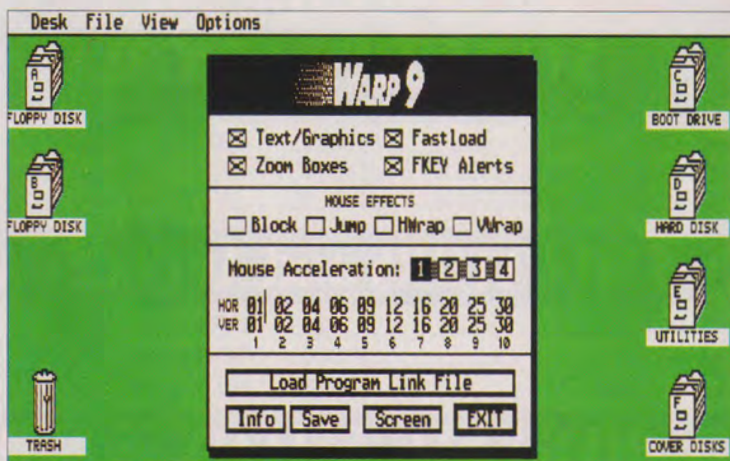 Desk File View Options
A
FLOPPY DISK
B
FLOPPY DISK
TRASH
WARP 9
Text/Graphics Fastload
Zoom Boxes FKEY Alerts
MOUSE EFFECTS
Block Jump HWrap VWrap
Mouse Acceleration: 1 2 3 4
HOR 01 02 04 06 09 12 16 20 25 30
VER 01 02 04 06 09 12 16 20 25 30
1 2 3 4 5 6 7 8 9 10
Load Program Link File
Info Save Screen EXIT
C
BOOT DRIVE
D
HARD DISK
E
UTILITIES
F
COVER DISKS